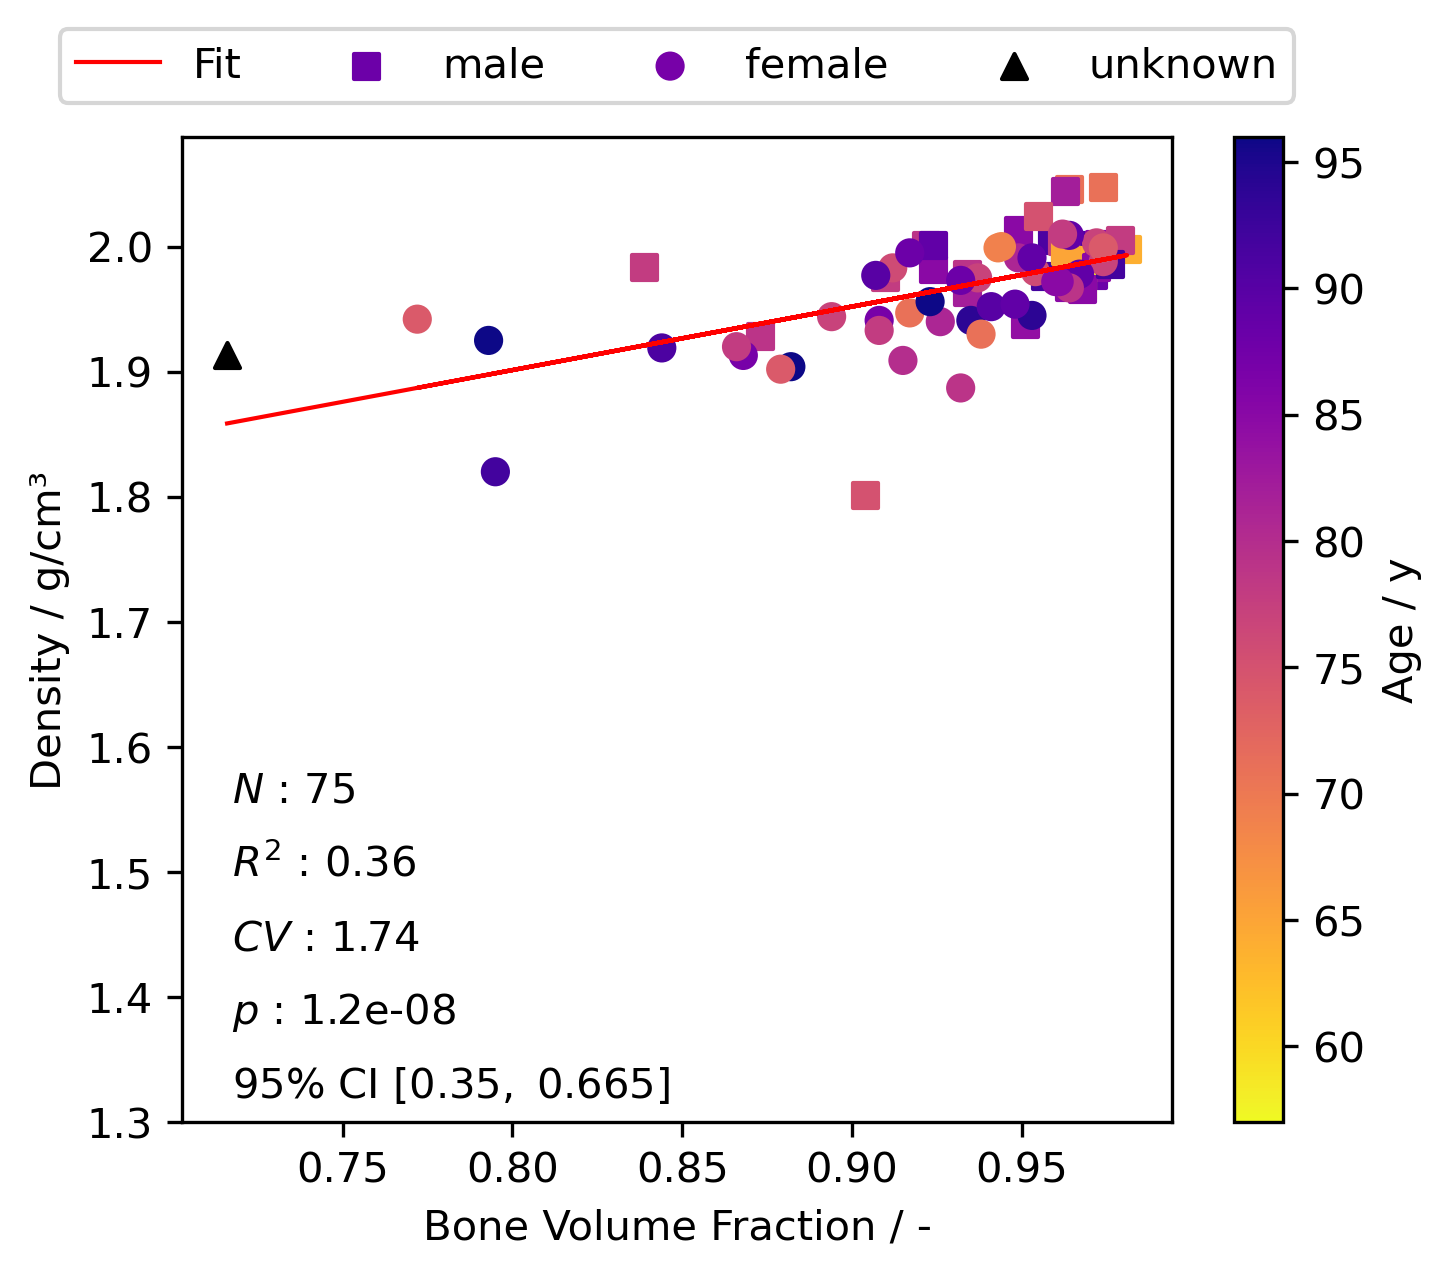 Fit male female unknown
2.0
1.9
1.8
1.7
1.6
1.5
1.4
1.3
Density / g/cm³
N : 75
R² : 0.36
CV : 1.74
p : 1.2e-08
95% CI [0.35, 0.665]
0.75 0.80 0.85 0.90 0.95
Bone Volume Fraction / -
95
90
85
80
75
70
65
60
Age / y